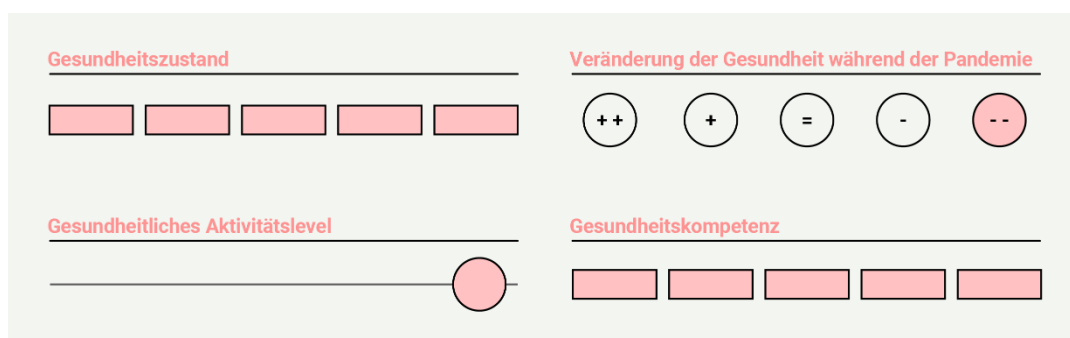 Gesundheitszustand
Veränderung der Gesundheit während der Pandemie
++ + = - --
Gesundheitliches Aktivitätslevel
Gesundheitskompetenz